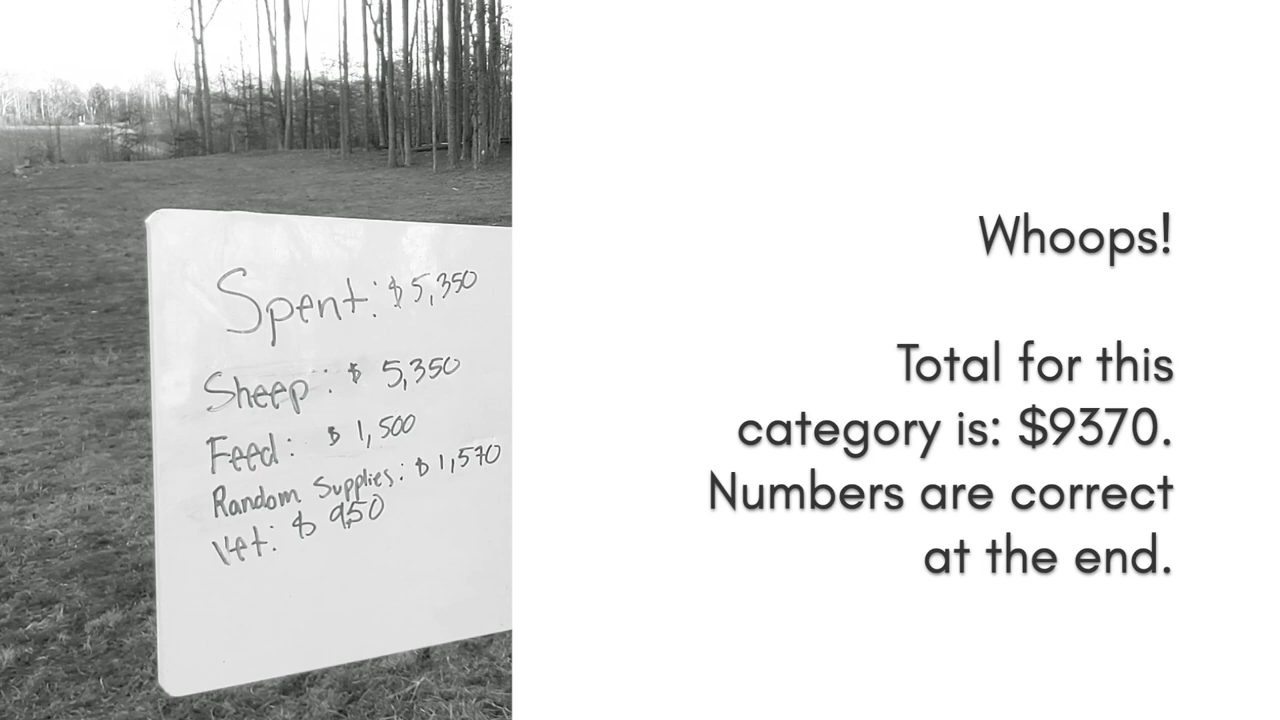 Spent: $5,350
Sheep: $ 5,350
Feed: $ 1,500
Random Supplies: $ 1,570
Vet: $ 950
Whoops!
Total for this
category is: $9370.
Numbers are correct
at the end.